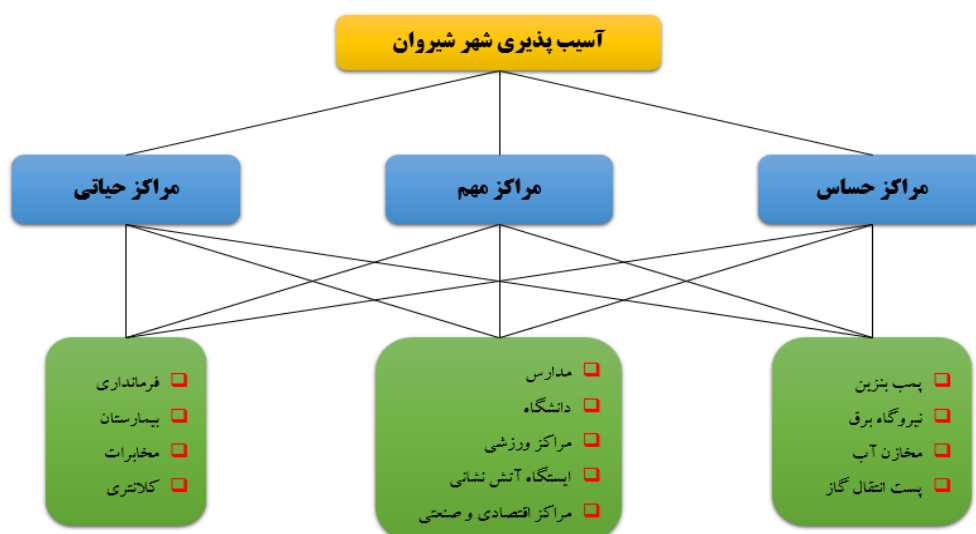 آسیب پذیری شهر شیروان
مراکز حساس
مراکز مهم
مراکز حیاتی
پمپ بنزین
نیروگاه برق
مخازن آب
پست انتقال گاز
مدارس
دانشگاه
مراکز ورزشی
ایستگاه آتش نشانی
مراکز اقتصادی و صنعتی
فرمانداری
بیمارستان
مخابرات
کلانتری